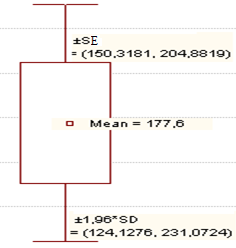 ±SE
= (150,3181, 204,8819)
Mean = 177,6
±1,96*SD
= (124,1276, 231,0724)